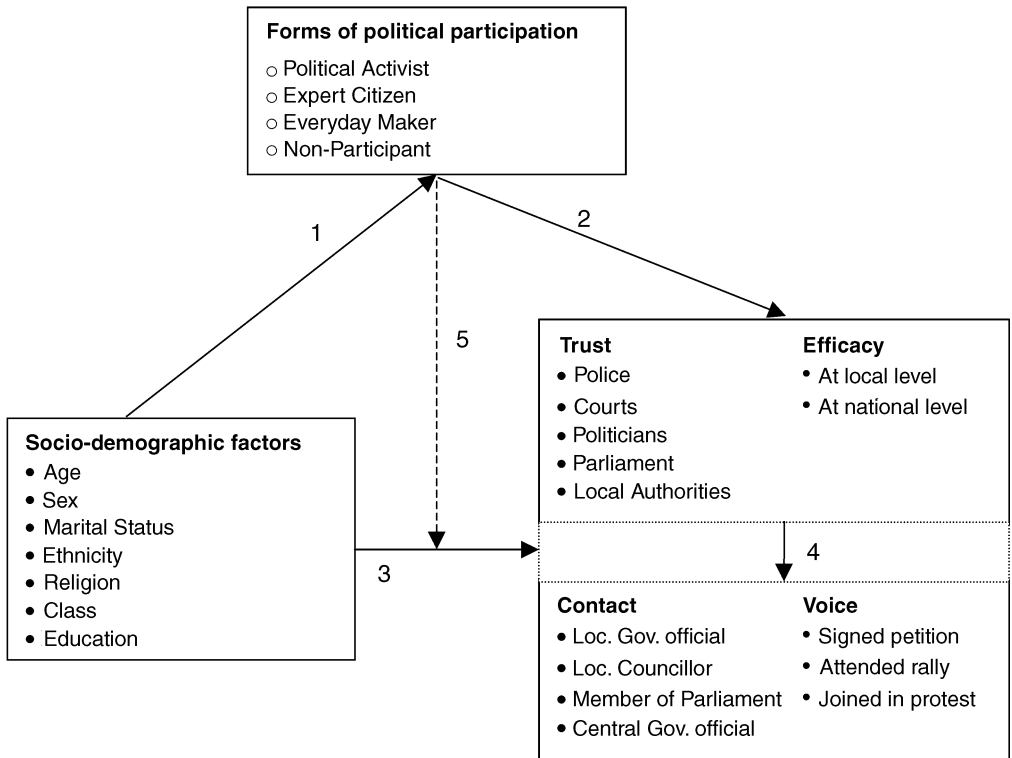 Forms of political participation
○ Political Activist
○ Expert Citizen
○ Everyday Maker
○ Non-Participant
1
2
5
3
4
Socio-demographic factors
• Age
• Sex
• Marital Status
• Ethnicity
• Religion
• Class
• Education
Trust
• Police
• Courts
• Politicians
• Parliament
• Local Authorities
Efficacy
• At local level
• At national level
Contact
• Loc. Gov. official
• Loc. Councillor
• Member of Parliament
• Central Gov. official
Voice
• Signed petition
• Attended rally
• Joined in protest